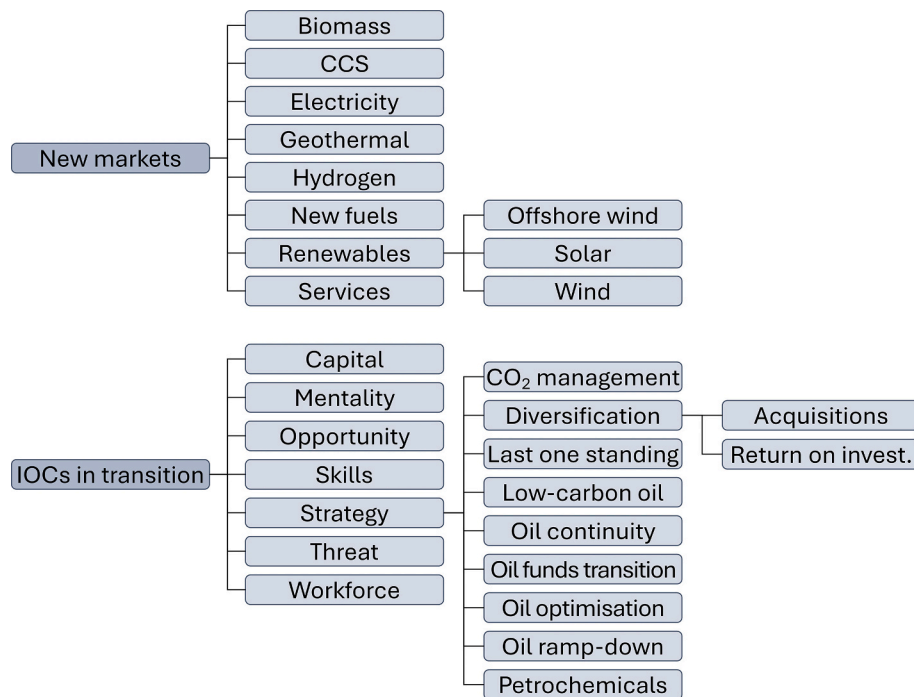 New markets
Biomass
CCS
Electricity
Geothermal
Hydrogen
New fuels
Renewables
Services
Offshore wind
Solar
Wind
IOCs in transition
Capital
Mentality
Opportunity
Skills
Strategy
Threat
Workforce
CO₂ management
Diversification
Last one standing
Low-carbon oil
Oil continuity
Oil funds transition
Oil optimisation
Oil ramp-down
Petrochemicals
Acquisitions
Return on invest.